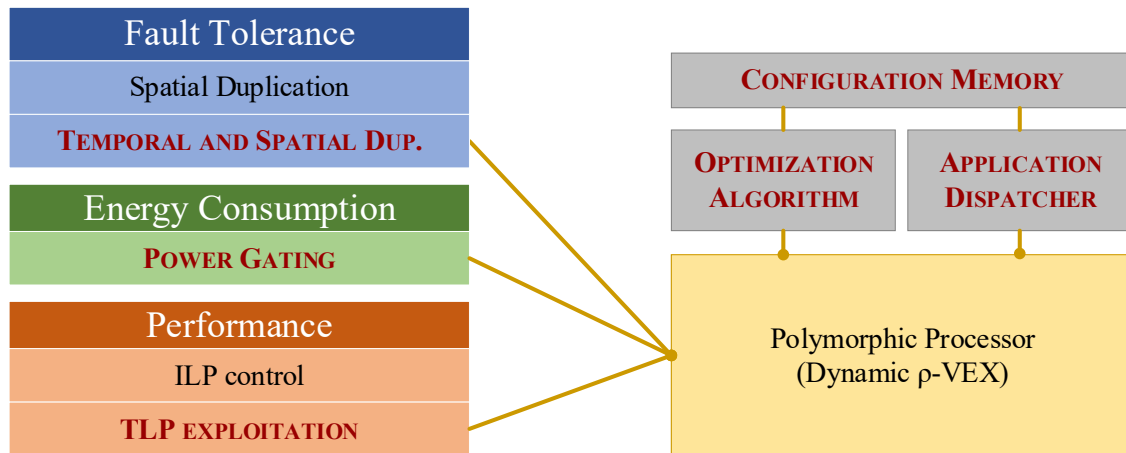 Fault Tolerance
Spatial Duplication
TEMPORAL AND SPATIAL DUP.
Energy Consumption
POWER GATING
Performance
ILP control
TLP EXPLOITATION
CONFIGURATION MEMORY
OPTIMIZATION
ALGORITHM
APPLICATION
DISPATCHER
Polymorphic Processor
(Dynamic ρ-VEX)